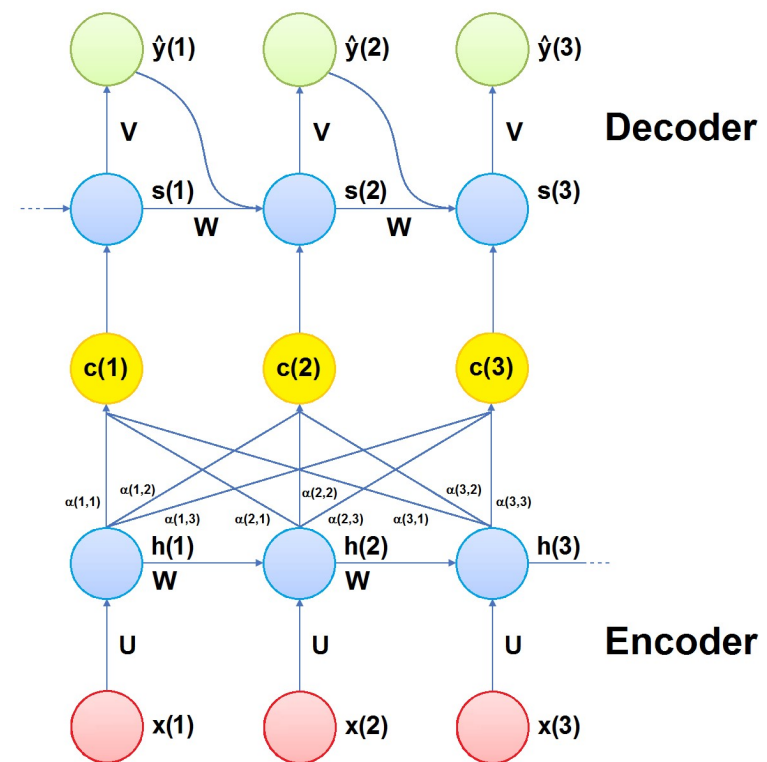 ŷ(1) ŷ(2) ŷ(3)
V V V Decoder
s(1) s(2) s(3)
W W
c(1) c(2) c(3)
α(1,1) α(1,2) α(2,2) α(3,2) α(3,3)
α(1,3) α(2,1) α(2,3) α(3,1)
h(1) h(2) h(3)
W W
U U U Encoder
x(1) x(2) x(3)